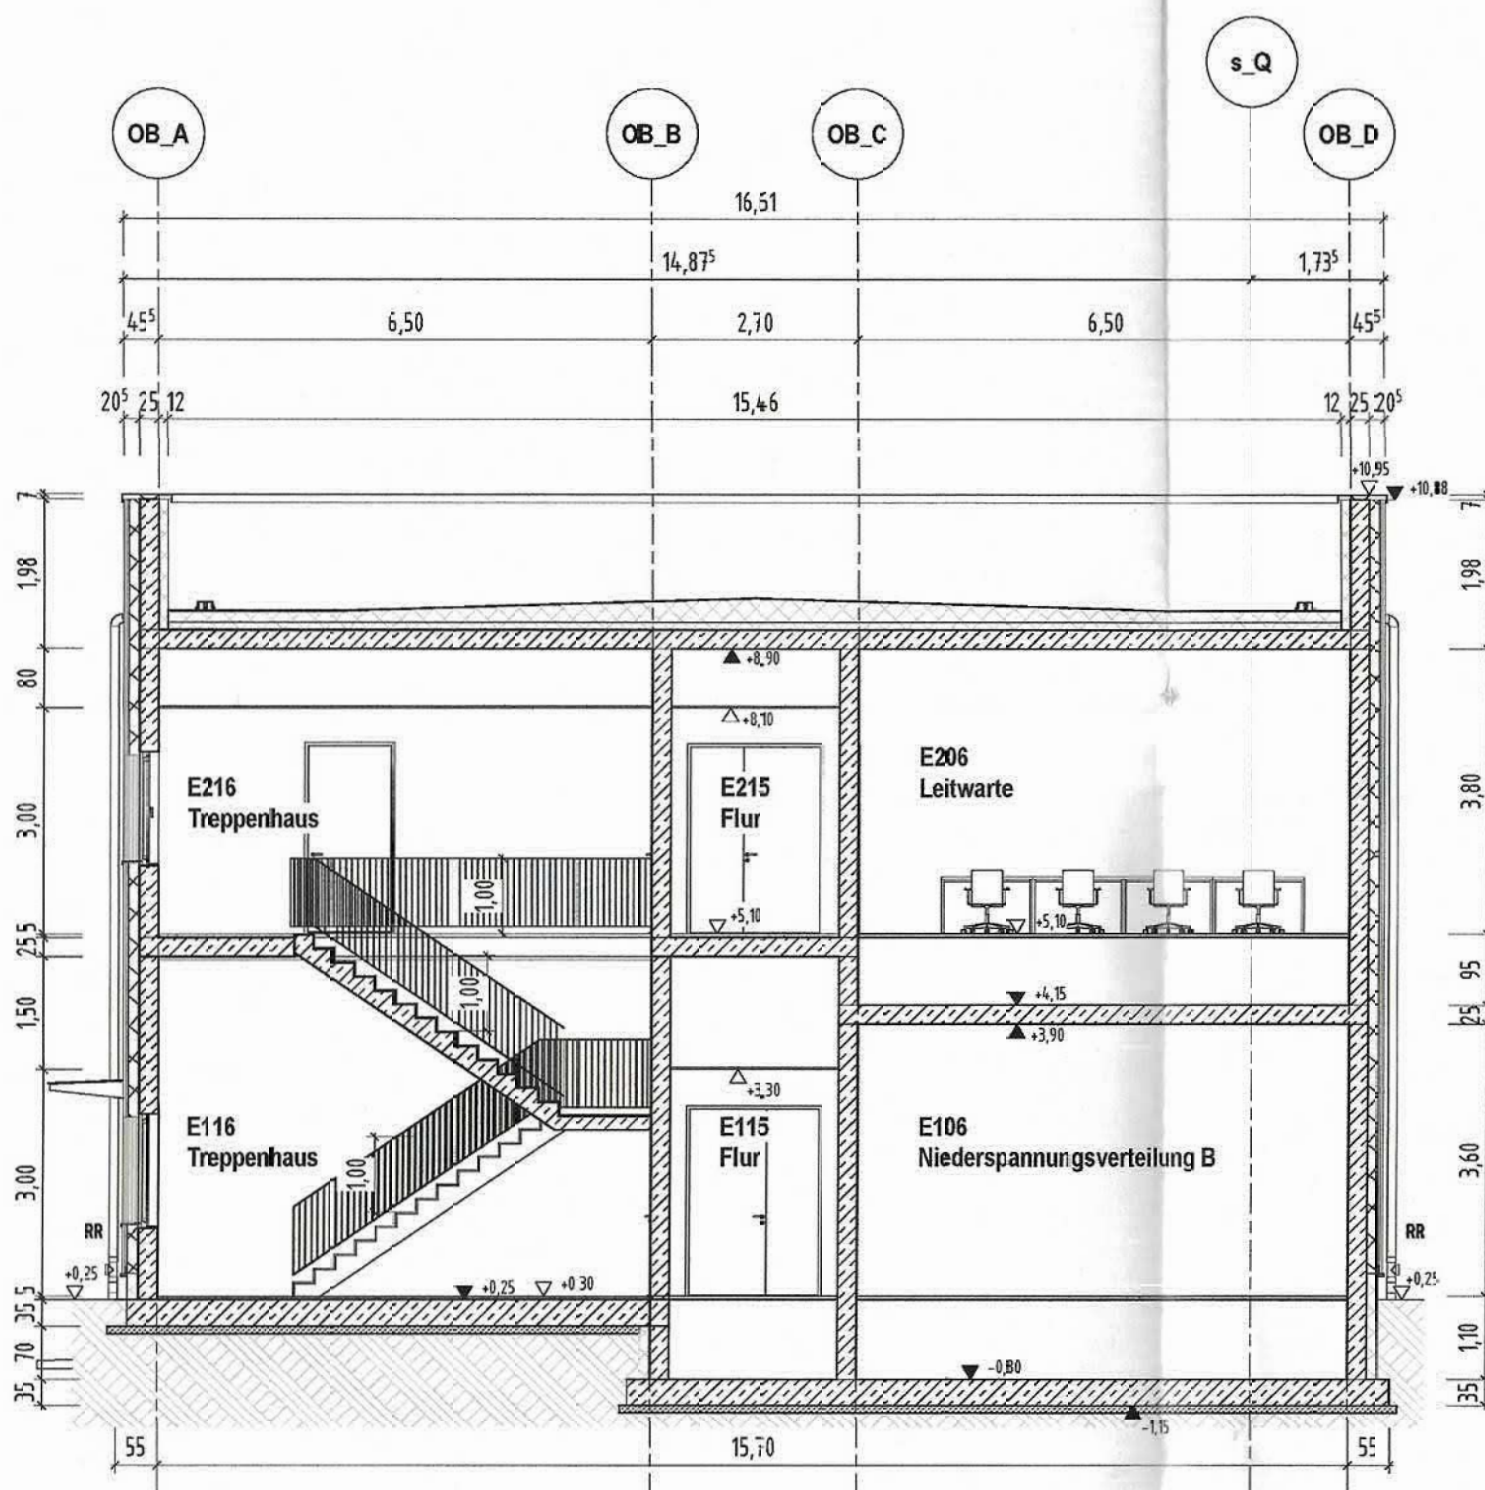 s_Q
OB_A OB_B OB_C OB_D
16,51
14,87⁵ 1,73⁵
45⁵ 6,50 2,70 6,50 45⁵
20⁵ 25 12 15,46 12 25 20⁵
+10,95
7 +10,88 7
1,98 1,98
+8,90
80
+8,10
E216
Treppenhaus
E215
Flur
E206
Leitwarte
3,00 3,80
1,00
+5,10 +5,10
25 5
1,00 95
+4,15
1,50 25
+3,90
+3,30
E116
Treppenhaus
E115
Flur
E106
Niederspannungsverteilung B
3,00 1,00 3,60
RR RR
+0,25 +0,25 +0.30 +0,25
35 5
70 -0,80 1,10
35 35
-1,15
55 15,70 55